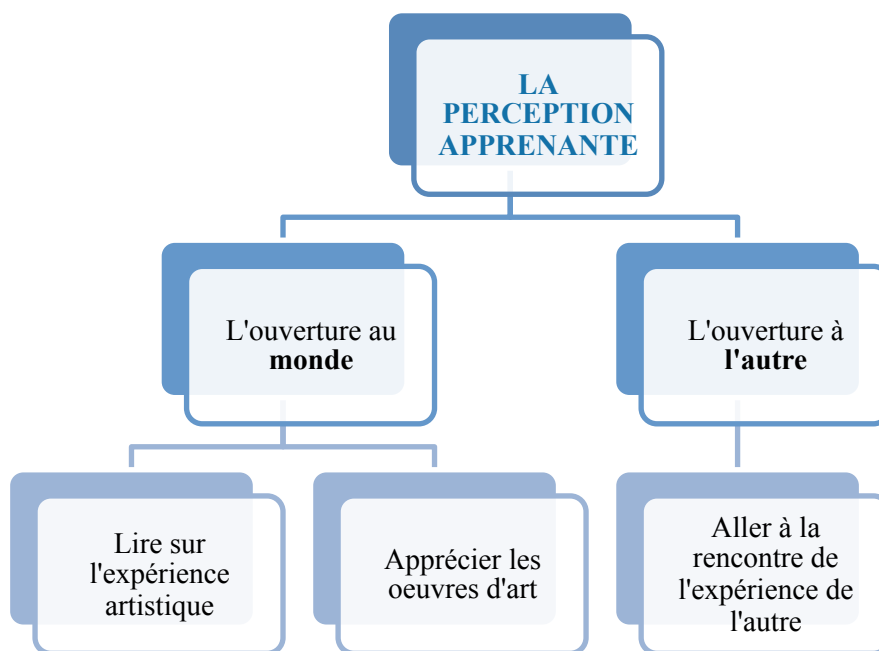 LA
PERCEPTION
APPRENANTE
L'ouverture au
monde
L'ouverture à
l'autre
Lire sur
l'expérience
artistique
Apprécier les
oeuvres d'art
Aller à la
rencontre de
l'expérience de
l'autre